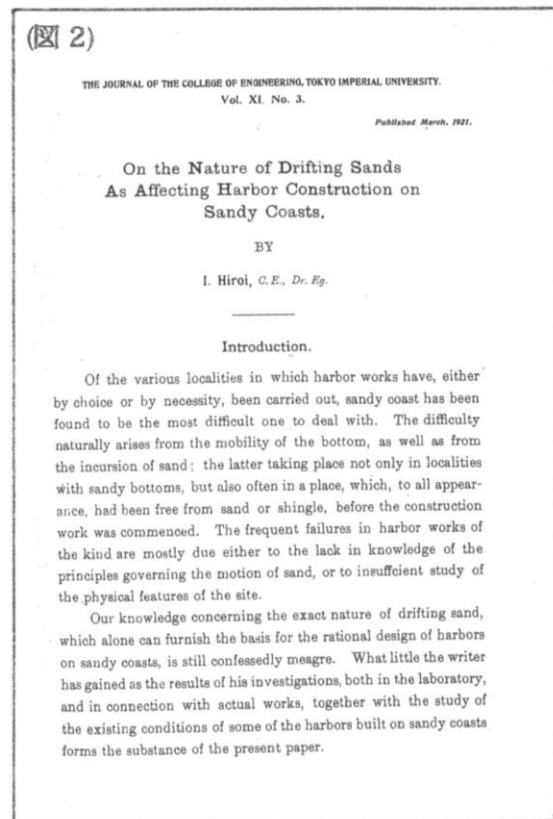 (図 2)
THE JOURNAL OF THE COLLEGE OF ENGINEERING, TOKYO IMPERIAL UNIVERSITY.
Vol. XI. No. 3.
Published March, 1921.
On the Nature of Drifting Sands
As Affecting Harbor Construction on
Sandy Coasts.
BY
I. Hiroi, C.E., Dr. Eg.
Introduction.
Of the various localities in which harbor works have, either
by choice or by necessity, been carried out, sandy coast has been
found to be the most difficult one to deal with. The difficulty
naturally arises from the mobility of the bottom, as well as from
the incursion of sand; the latter taking place not only in localities
with sandy bottoms, but also often in a place, which, to all appear-
ance, had been free from sand or shingle, before the construction
work was commenced. The frequent failures in harbor works of
the kind are mostly due either to the lack in knowledge of the
principles governing the motion of sand, or to insuffcient study of
the physical features of the site.
Our knowledge concerning the exact nature of drifting sand,
which alone can furnish the basis for the rational design of harbors
on sandy coasts, is still confessedly meagre. What little the writer
has gained as the results of his investigations, both in the laboratory,
and in connection with actual works, together with the study of
the existing conditions of some of the harbors built on sandy coasts
forms the substance of the present paper.